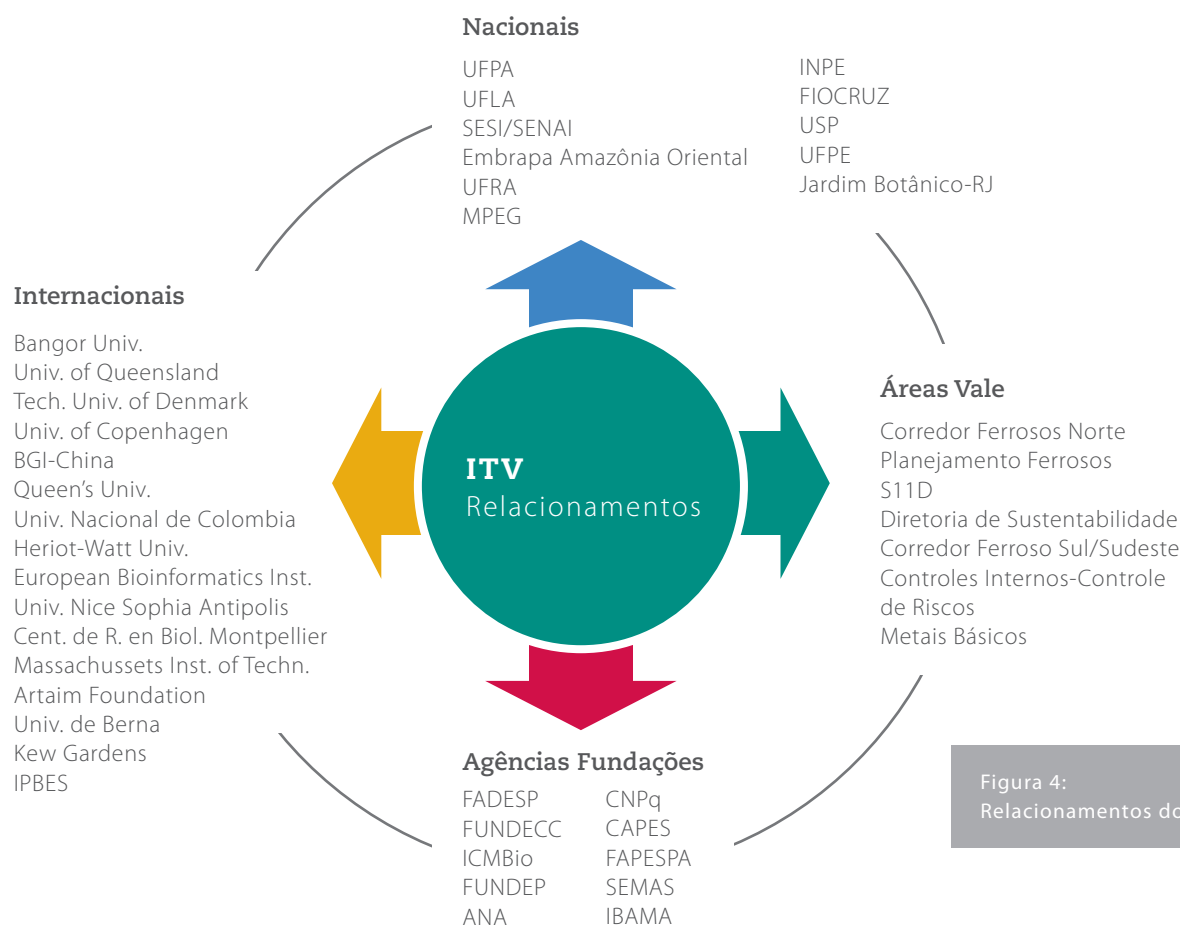 Nacionais
UFPA
UFLA
SESI/SENAI
Embrapa Amazônia Oriental
UFRA
MPEG
INPE
FIOCRUZ
USP
UFPE
Jardim Botânico-RJ
Internacionais
Bangor Univ.
Univ. of Queensland
Tech. Univ. of Denmark
Univ. of Copenhagen
BGI-China
Queen's Univ.
Univ. Nacional de Colombia
Heriot-Watt Univ.
European Bioinformatics Inst.
Univ. Nice Sophia Antipolis
Cent. de R. en Biol. Montpellier
Massachussets Inst. of Techn.
Artaim Foundation
Univ. de Berna
Kew Gardens
IPBES
ITV
Relacionamentos
Áreas Vale
Corredor Ferrosos Norte
Planejamento Ferrosos
S11D
Diretoria de Sustentabilidade
Corredor Ferroso Sul/Sudeste
Controles Internos-Controle
de Riscos
Metais Básicos
Agências Fundações
FADESP
FUNDECC
ICMBio
FUNDEP
ANA
CNPq
CAPES
FAPESPA
SEMAS
IBAMA
Figura 4:
Relacionamentos do